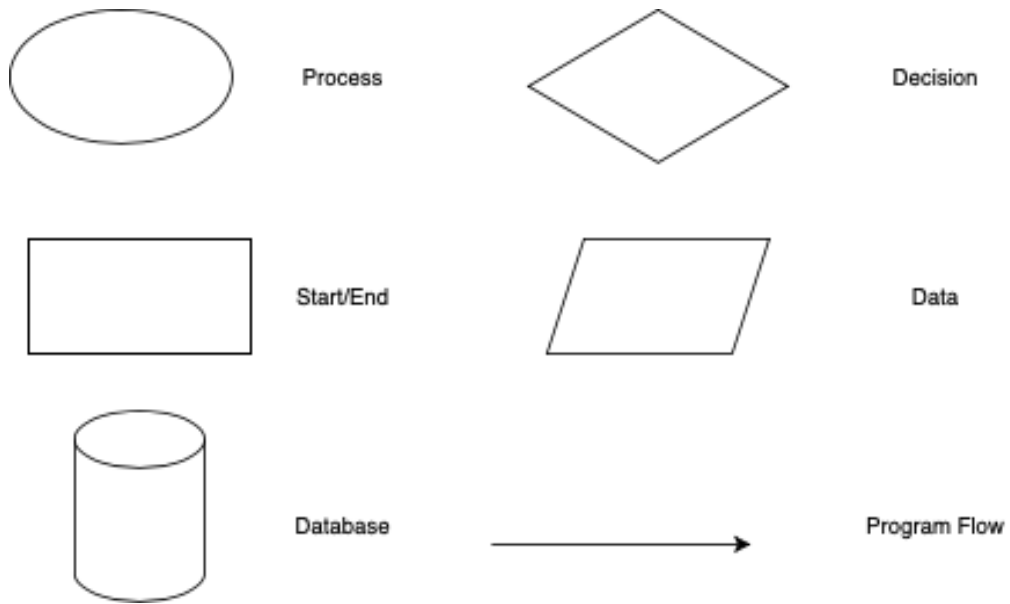 Process
Decision
Start/End
Data
Database
Program Flow